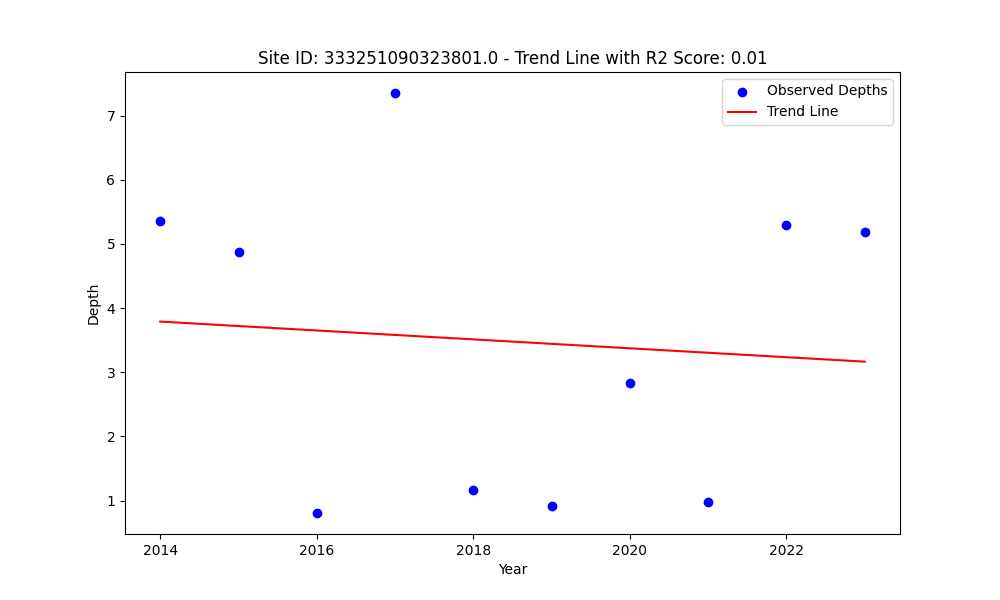 Site ID: 333251090323801.0 - Trend Line with R2 Score: 0.01
Observed Depths
Trend Line
7
6
5
4
3
2
1
Depth
2014
2016
2018
2020
2022
Year